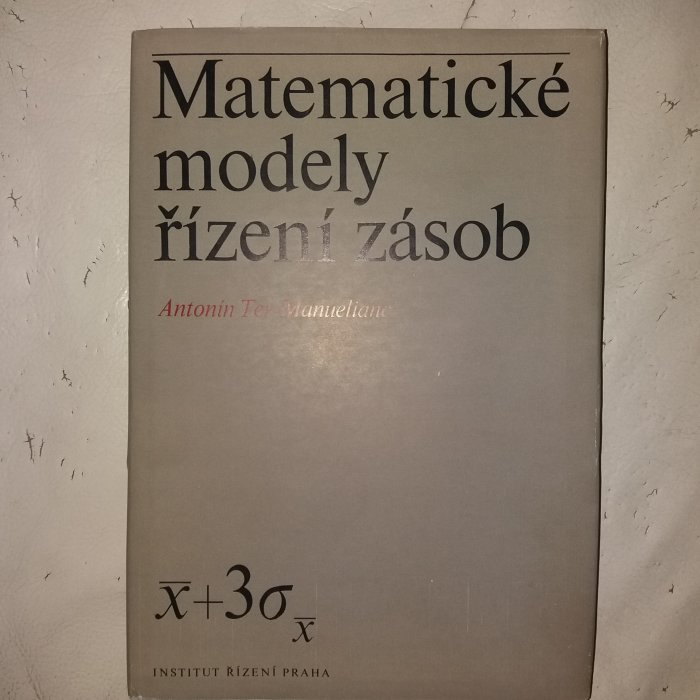 Matematické
modely
řízení zásob
Antonín Ter-Manuelianc
x̅+3σx̅
INSTITUT ŘÍZENÍ PRAHA